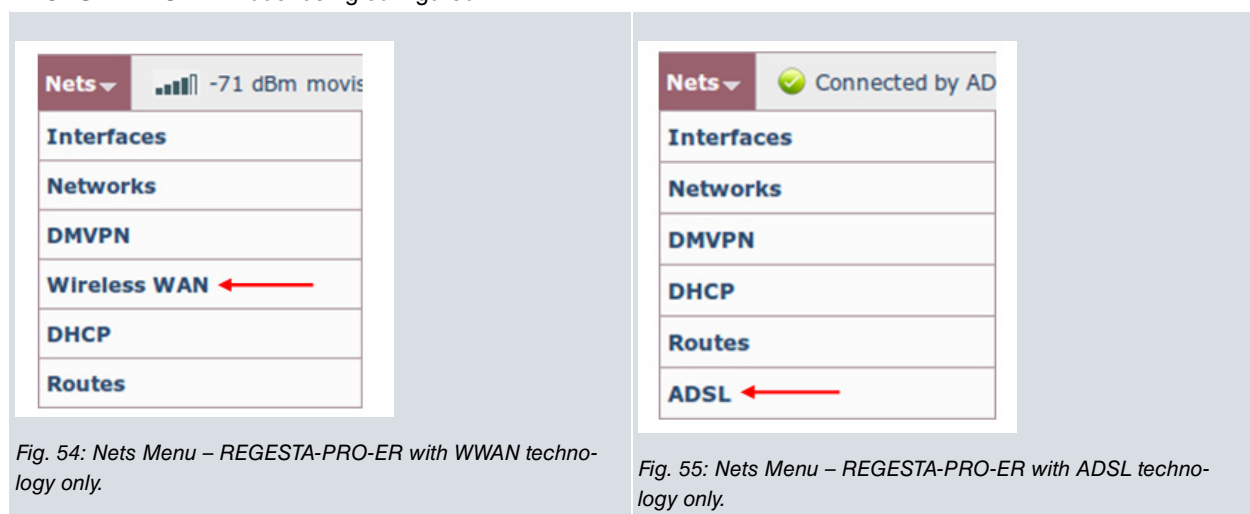 Nets -71 dBm movis
Interfaces
Networks
DMVPN
Wireless WAN
DHCP
Routes
Fig. 54: Nets Menu – REGESTA-PRO-ER with WWAN techno-
logy only.
Nets Connected by AD
Interfaces
Networks
DMVPN
DHCP
Routes
ADSL
Fig. 55: Nets Menu – REGESTA-PRO-ER with ADSL techno-
logy only.